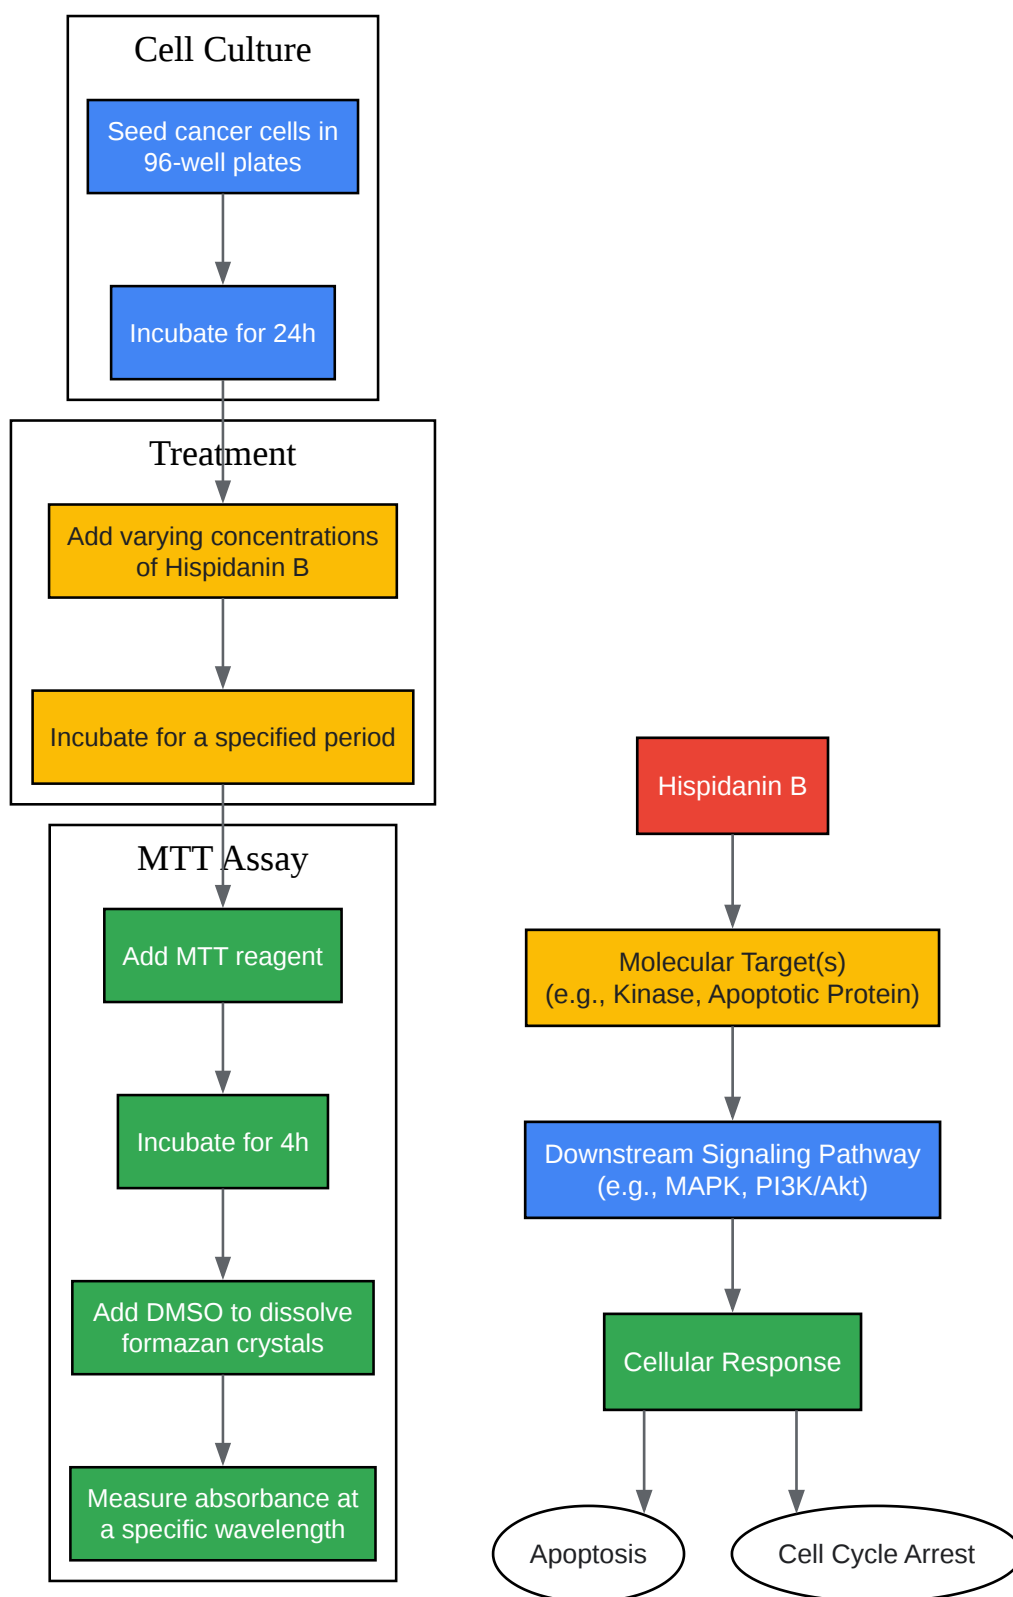 Cell Culture
Seed cancer cells in
96-well plates
Incubate for 24h
Treatment
Add varying concentrations
of Hispidanin B
Incubate for a specified period
MTT Assay
Add MTT reagent
Incubate for 4h
Add DMSO to dissolve
formazan crystals
Measure absorbance at
a specific wavelength
Hispidanin B
Molecular Target(s)
(e.g., Kinase, Apoptotic Protein)
Downstream Signaling Pathway
(e.g., MAPK, PI3K/Akt)
Cellular Response
Apoptosis
Cell Cycle Arrest